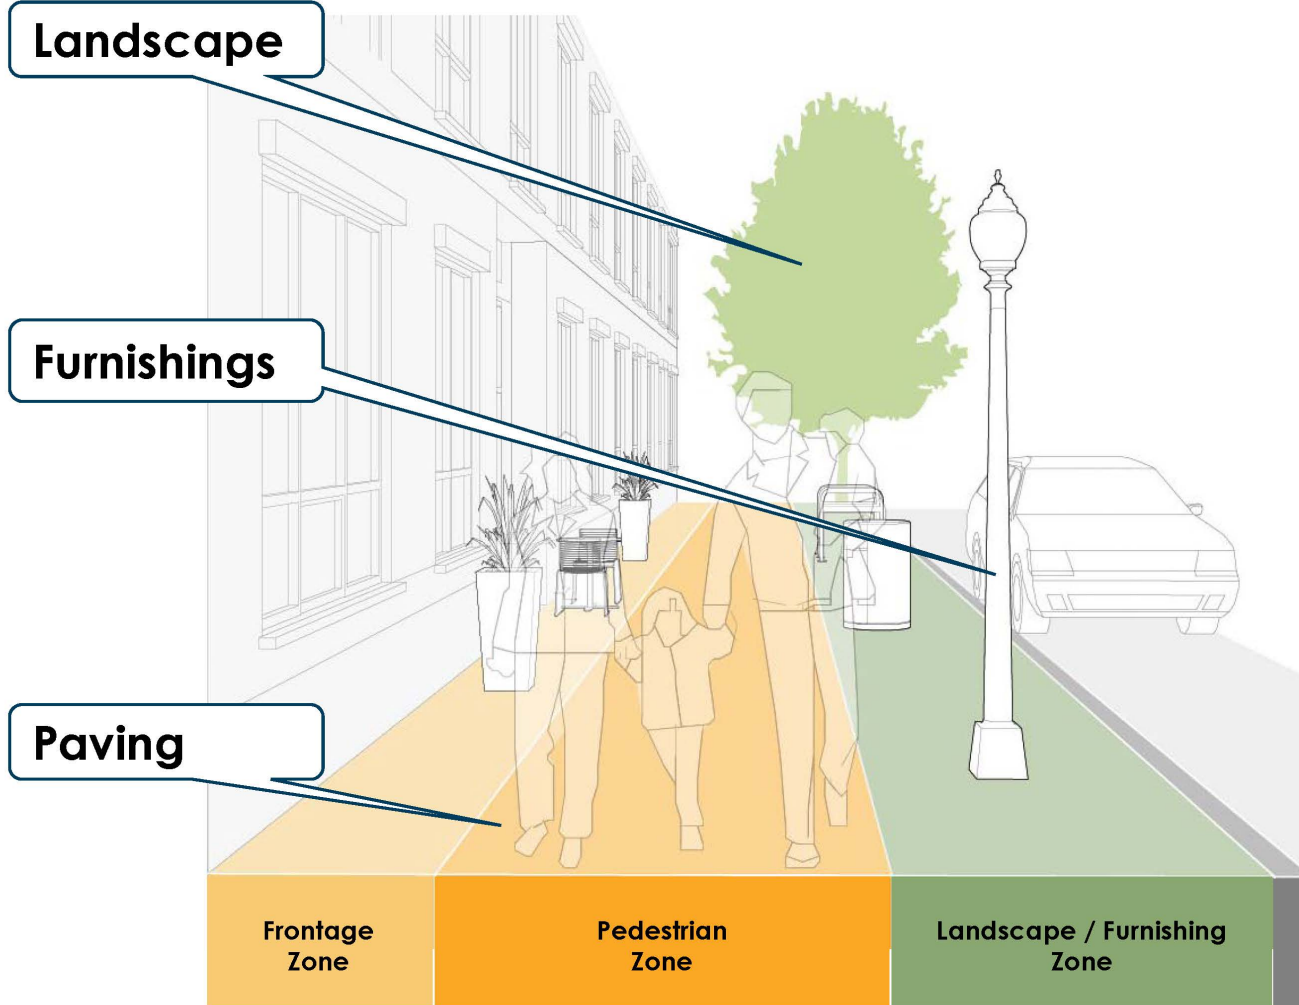 Landscape
Furnishings
Paving
Frontage
Zone
Pedestrian
Zone
Landscape / Furnishing
Zone